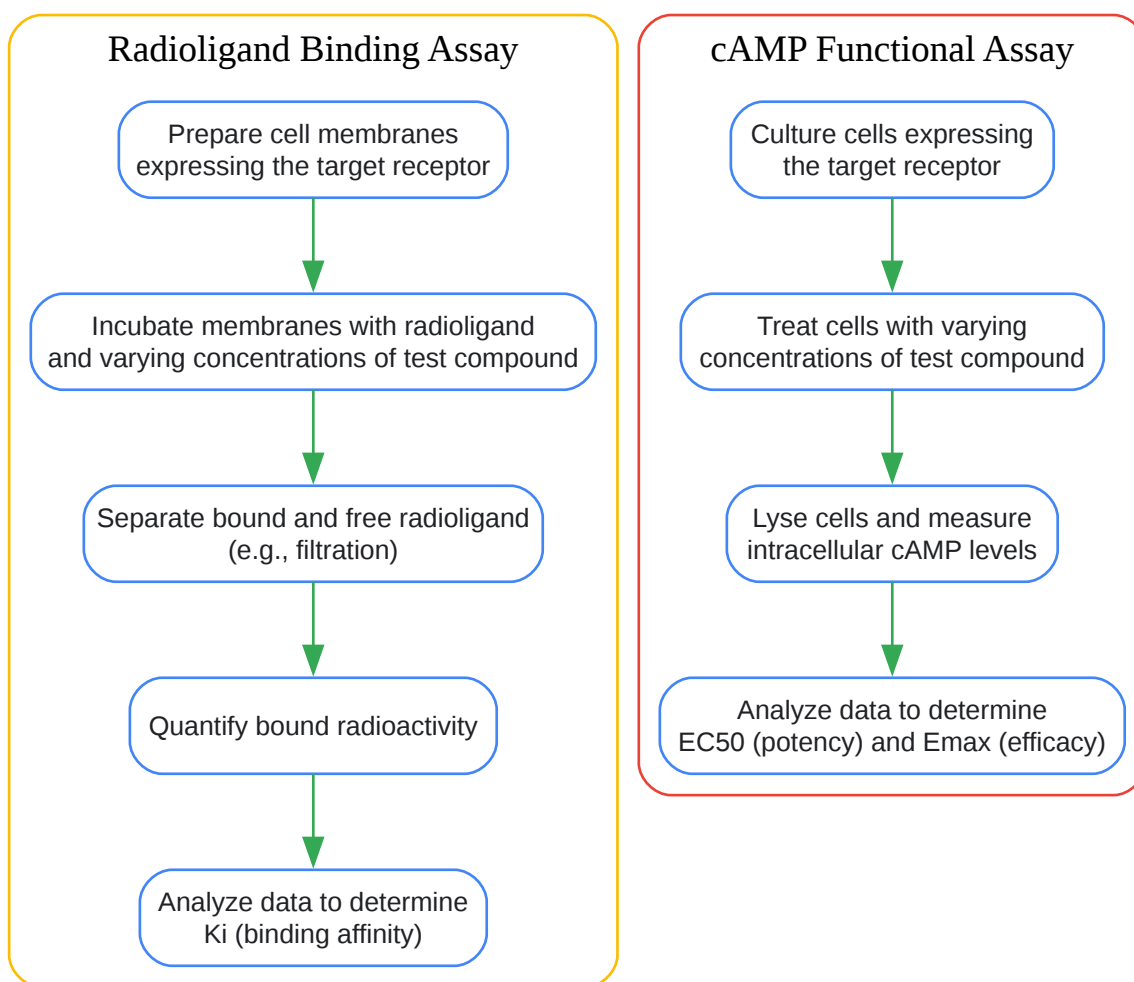 Radioligand Binding Assay
Prepare cell membranes
expressing the target receptor
Incubate membranes with radioligand
and varying concentrations of test compound
Separate bound and free radioligand
(e.g., filtration)
Quantify bound radioactivity
Analyze data to determine
Ki (binding affinity)
cAMP Functional Assay
Culture cells expressing
the target receptor
Treat cells with varying
concentrations of test compound
Lyse cells and measure
intracellular cAMP levels
Analyze data to determine
EC50 (potency) and Emax (efficacy)